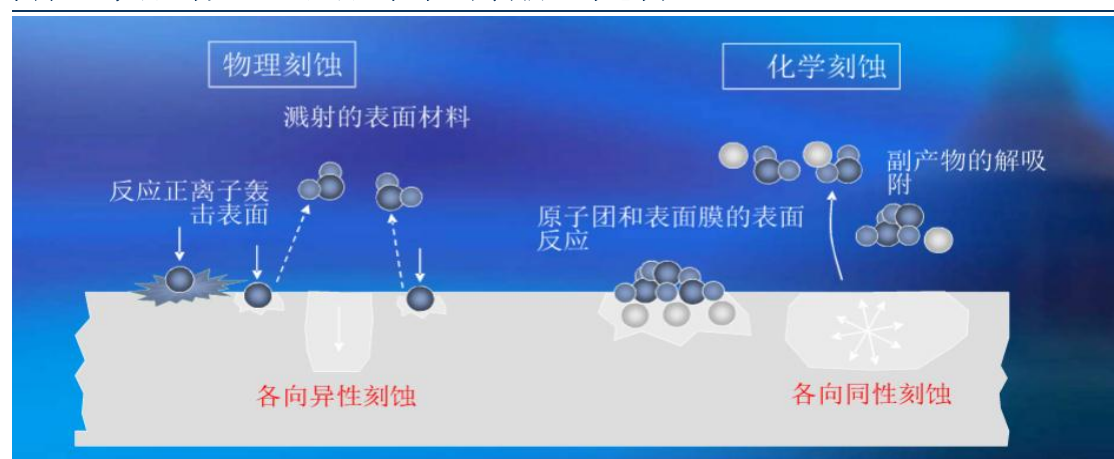 物理刻蚀
化学刻蚀
溅射的表面材料
反应正离子轰
击表面
副产物的解吸
附
原子团和表面膜的表面
反应
各向异性刻蚀
各向同性刻蚀